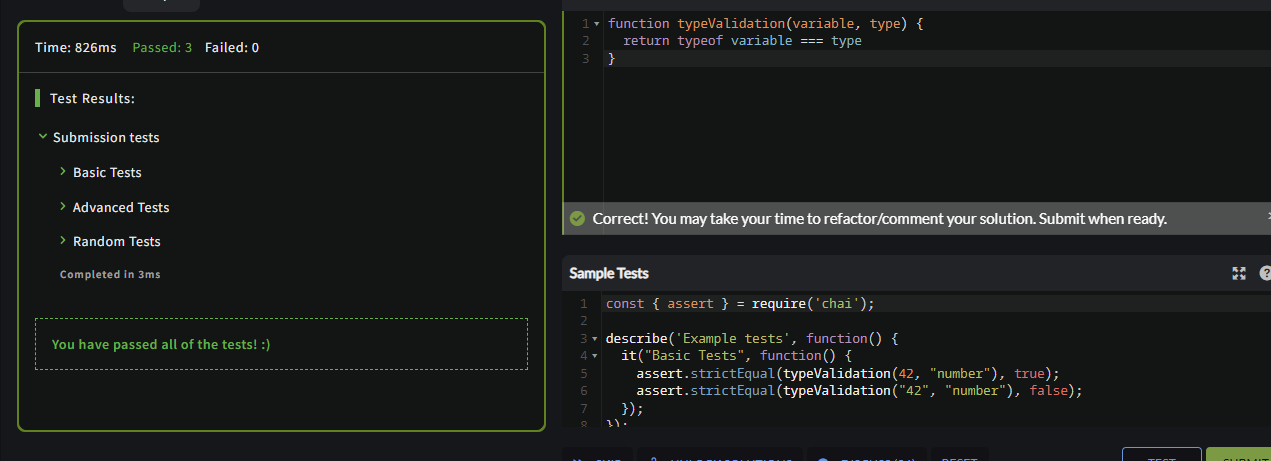 Time: 826ms Passed: 3 Failed: 0
Test Results:
Submission tests
Basic Tests
Advanced Tests
Random Tests
Completed in 3ms
You have passed all of the tests! :)
1 function typeValidation(variable, type) {
2 return typeof variable === type
3 }
Correct! You may take your time to refactor/comment your solution. Submit when ready.
Sample Tests
1 const { assert } = require('chai');
2
3 describe('Example tests', function() {
4 it("Basic Tests", function() {
5 assert.strictEqual(typeValidation(42, "number"), true);
6 assert.strictEqual(typeValidation("42", "number"), false);
7 });
8 });